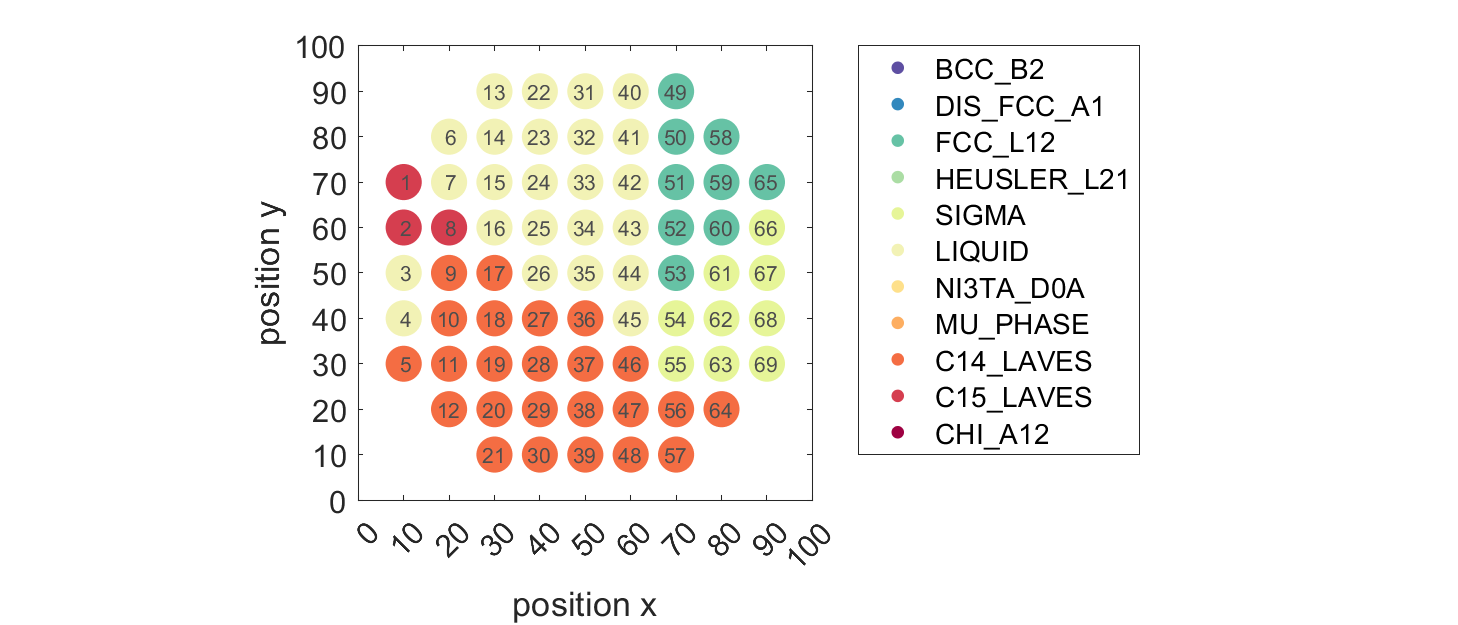 100
90 13 22 31 40 49
80 6 14 23 32 41 50 58
70 1 7 15 24 33 42 51 59 65
60 2 8 16 25 34 43 52 60 66
50 3 9 17 26 35 44 53 61 67
40 4 10 18 27 36 45 54 62 68
30 5 11 19 28 37 46 55 63 69
20 12 20 29 38 47 56 64
10 21 30 39 48 57
0
position y
0 10 20 30 40 50 60 70 80 90 100
position x
BCC_B2
DIS_FCC_A1
FCC_L12
HEUSLER_L21
SIGMA
LIQUID
NI3TA_D0A
MU_PHASE
C14_LAVES
C15_LAVES
CHI_A12